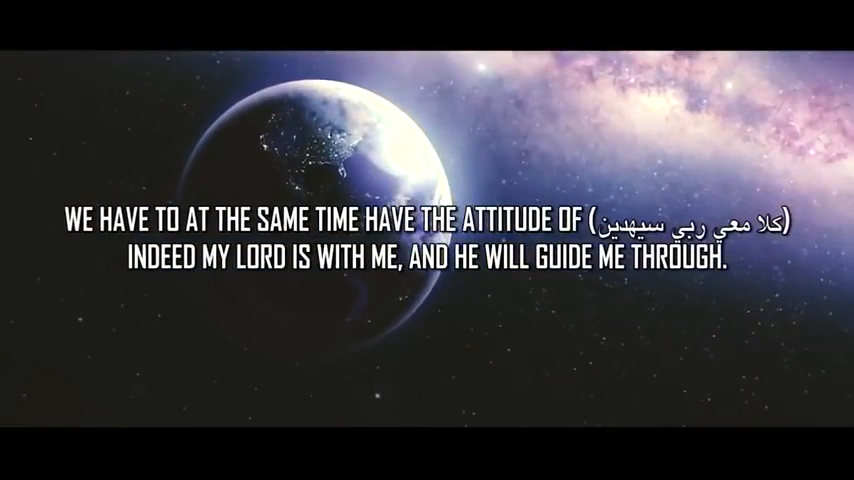 WE HAVE TO AT THE SAME TIME HAVE THE ATTITUDE OF (كلا معي ربي سيهدين)
INDEED MY LORD IS WITH ME, AND HE WILL GUIDE ME THROUGH.